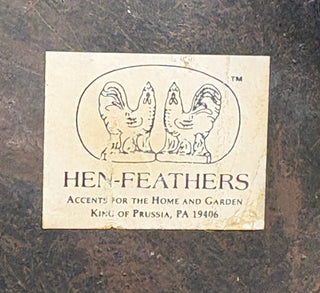 TM
HEN-FEATHERS
ACCENTS FOR THE HOME AND GARDEN
KING OF PRUSSIA, PA 19406